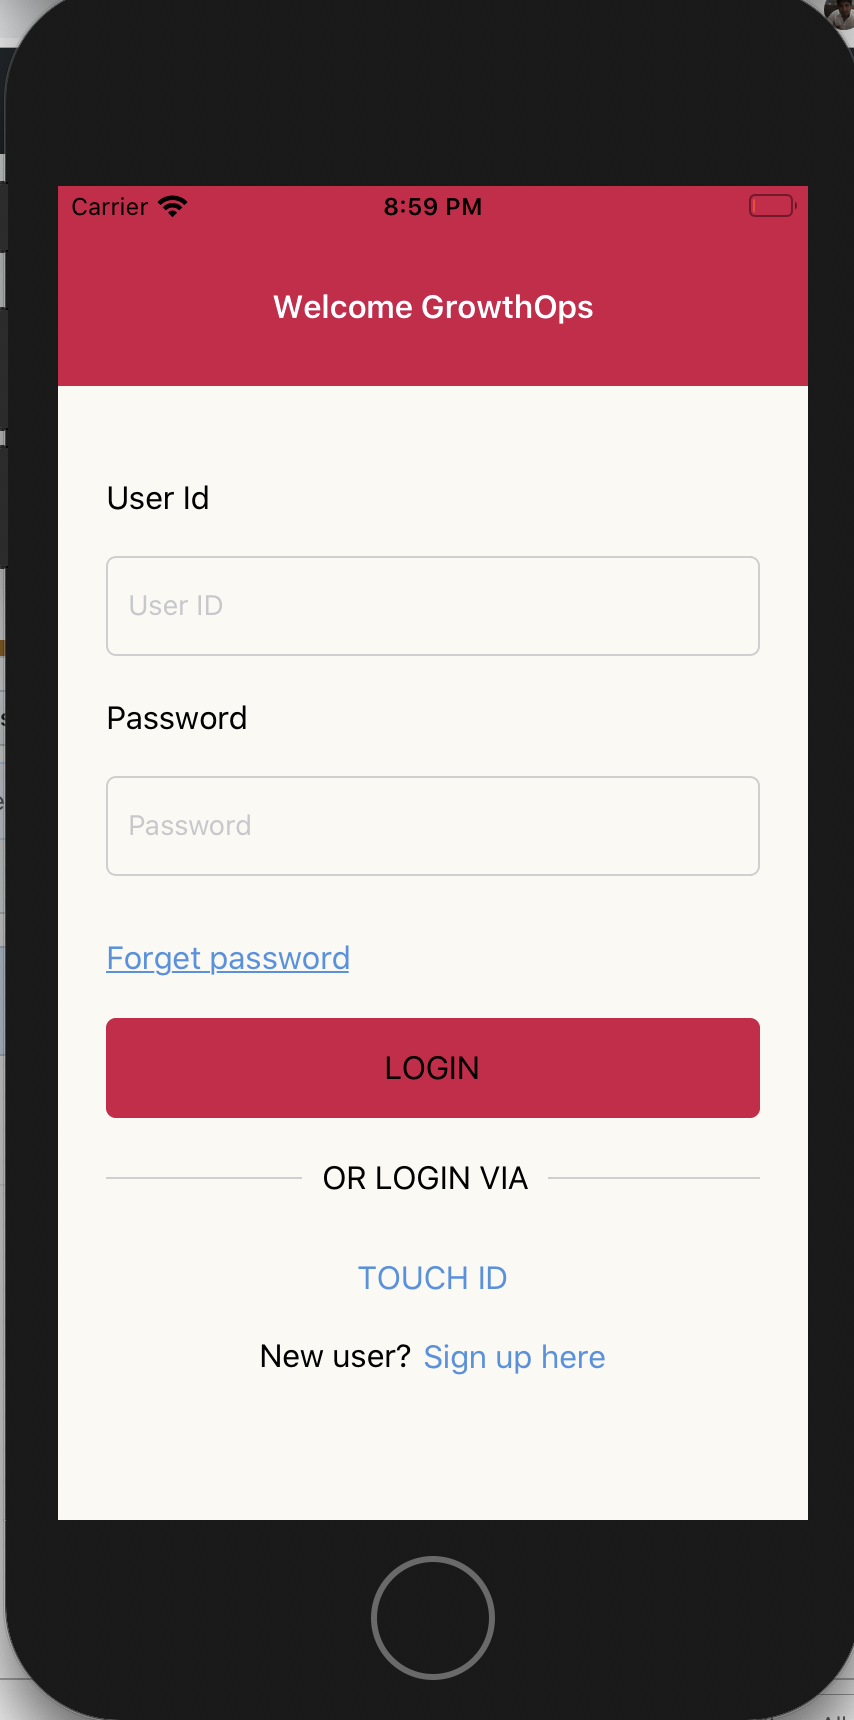 Carrier 8:59 PM
Welcome GrowthOps
User Id
User ID
Password
Password
Forget password
LOGIN
OR LOGIN VIA
TOUCH ID
New user? Sign up here